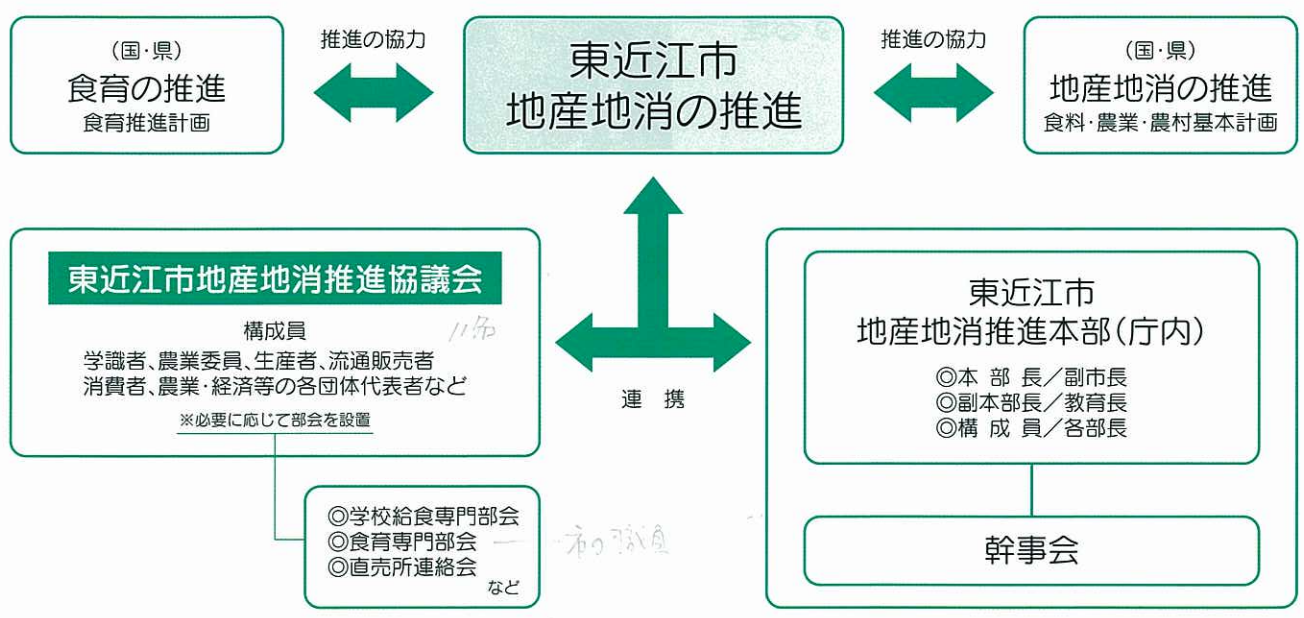 (国・県)
食育の推進
食育推進計画
推進の協力
東近江市
地産地消の推進
推進の協力
(国・県)
地産地消の推進
食料・農業・農村基本計画
東近江市地産地消推進協議会
構成員
11名
学識者、農業委員、生産者、流通販売者
消費者、農業・経済等の各団体代表者など
※必要に応じて部会を設置
◎学校給食専門部会
◎食育専門部会
◎直売所連絡会
など
連 携
東近江市
地産地消推進本部(庁内)
◎本 部 長/副市長
◎副本部長/教育長
◎構 成 員/各部長
幹事会